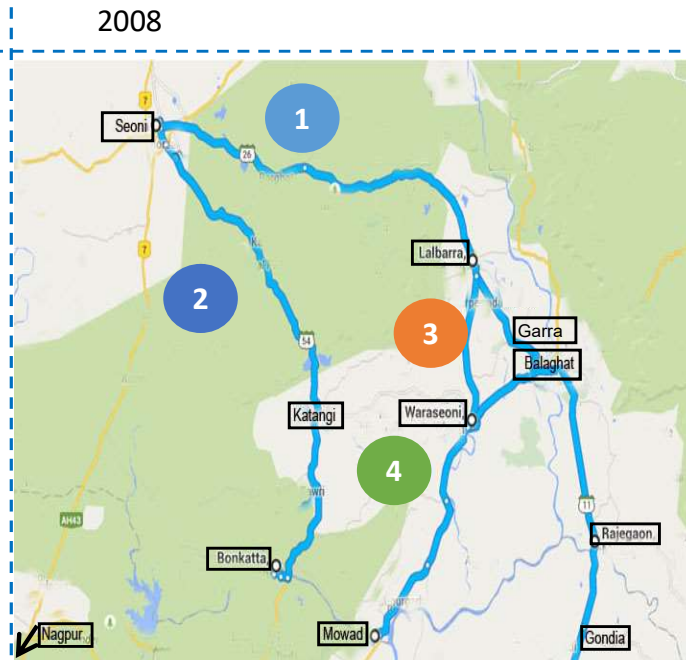 2008
1
7
Seoni
26
Lalbarra,
7
2
3
Garra
54
Balaghat
Katangi
Waraseoni,
4
11
AH43
Rajegaon,
Bonkatta,
Nagpur
Mowad
Gondia